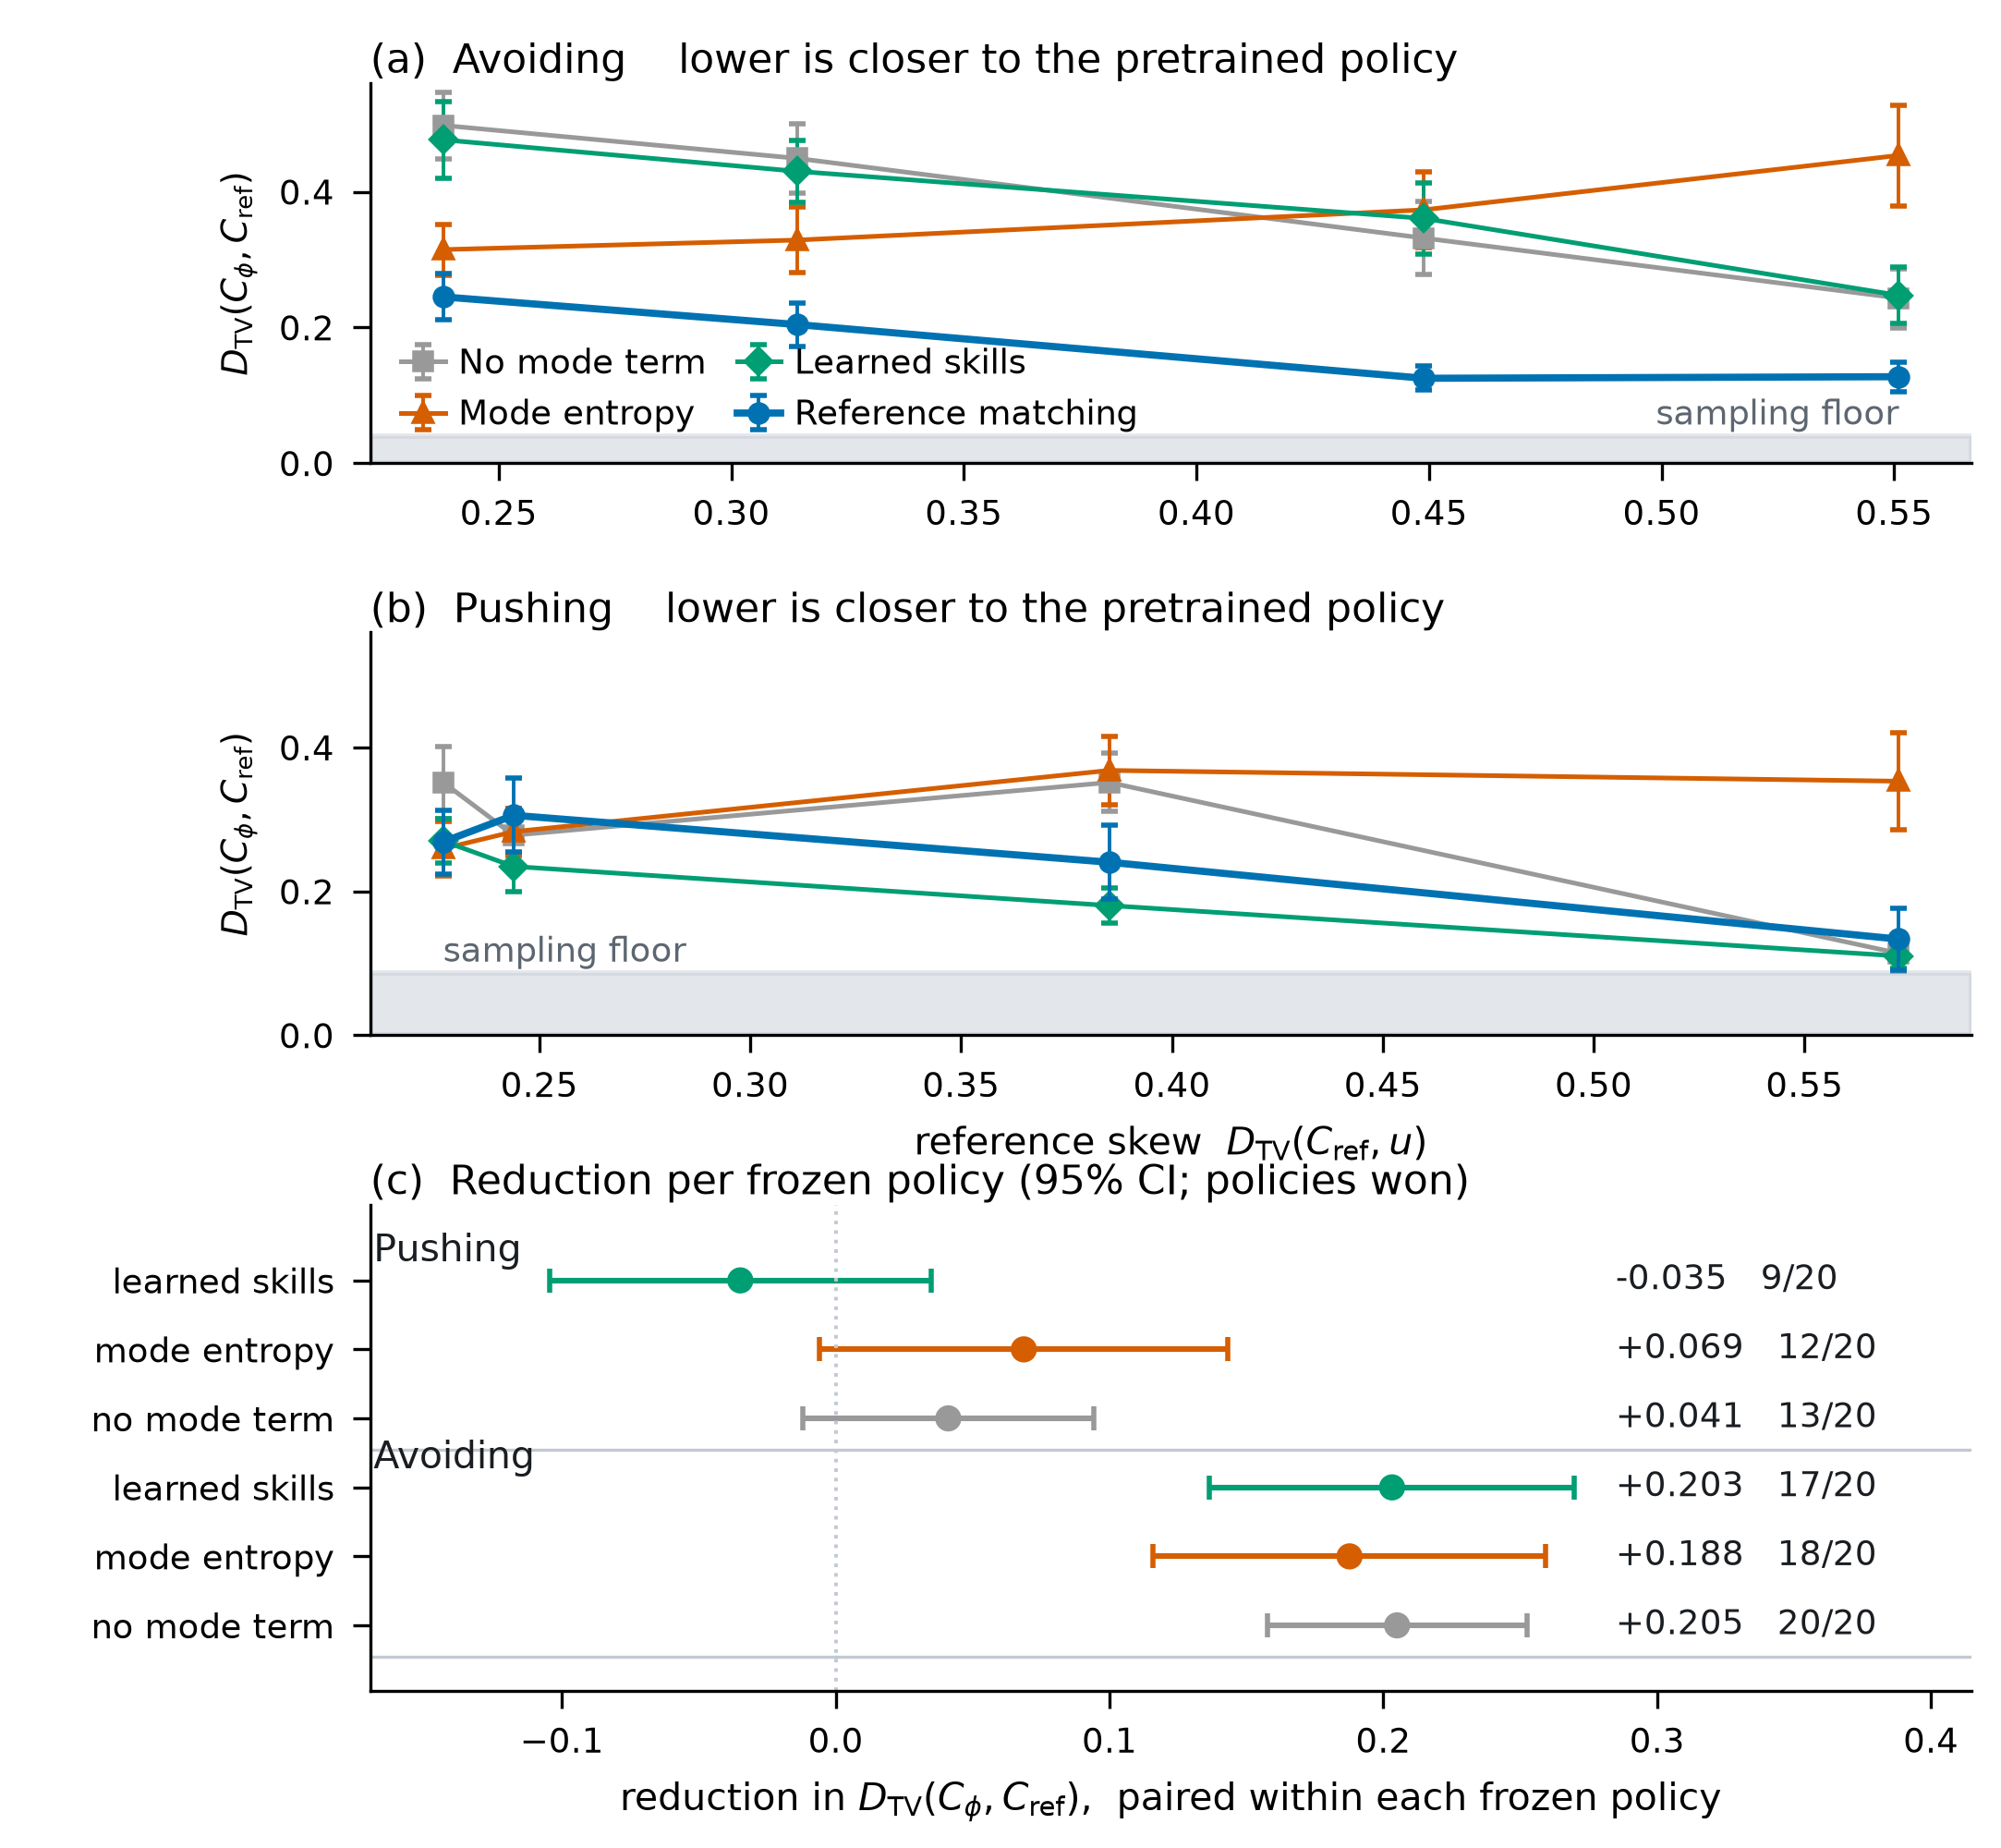 (a) Avoiding lower is closer to the pretrained policy
D_TV(C_ϕ, C_ref)
0.4
0.2
0.0
No mode term
Learned skills
Mode entropy
Reference matching
sampling floor
0.25 0.30 0.35 0.40 0.45 0.50 0.55
(b) Pushing lower is closer to the pretrained policy
D_TV(C_ϕ, C_ref)
0.4
0.2
0.0
sampling floor
0.25 0.30 0.35 0.40 0.45 0.50 0.55
reference skew D_TV(C_ref, u)
(c) Reduction per frozen policy (95% CI; policies won)
Pushing
learned skills -0.035 9/20
mode entropy +0.069 12/20
no mode term +0.041 13/20
Avoiding
learned skills +0.203 17/20
mode entropy +0.188 18/20
no mode term +0.205 20/20
−0.1 0.0 0.1 0.2 0.3 0.4
reduction in D_TV(C_ϕ, C_ref), paired within each frozen policy